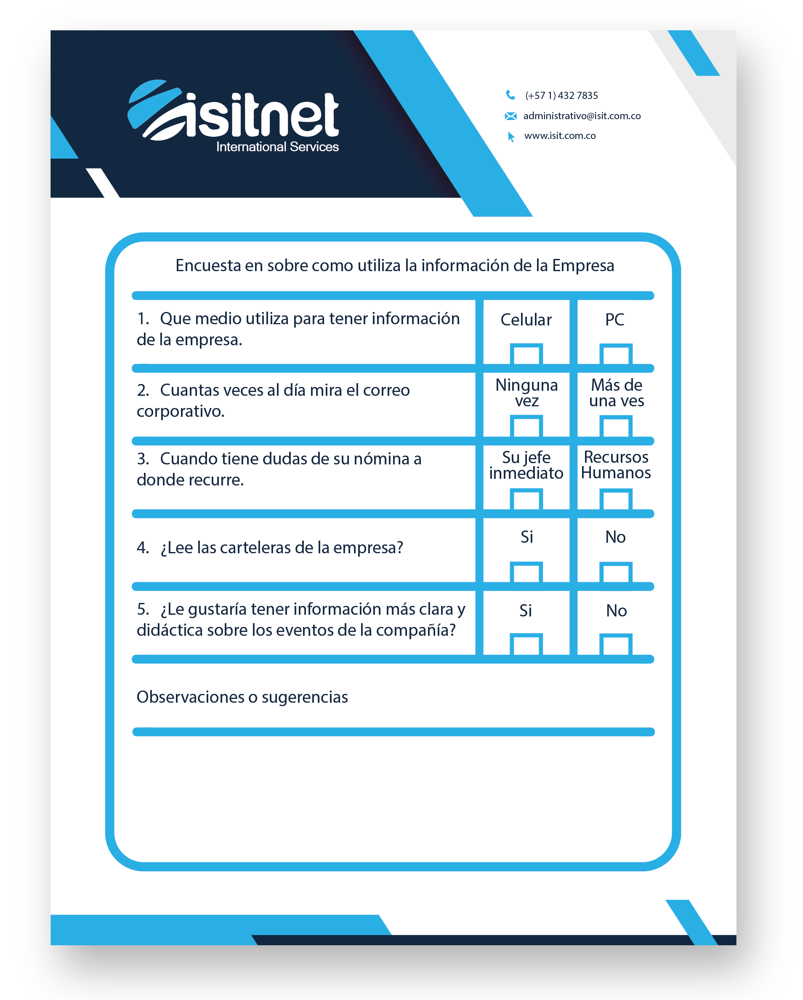 isitnet
International Services
(+57 1) 432 7835
administrativo@isit.com.co
www.isit.com.co
Encuesta en sobre como utiliza la información de la Empresa
1. Que medio utiliza para tener información
de la empresa.
Celular
PC
2. Cuantas veces al día mira el correo
corporativo.
Ninguna
vez
Más de
una ves
3. Cuando tiene dudas de su nómina a
donde recurre.
Su jefe
inmediato
Recursos
Humanos
4. ¿Lee las carteleras de la empresa?
Si
No
5. ¿Le gustaría tener información más clara y
didáctica sobre los eventos de la compañía?
Si
No
Observaciones o sugerencias